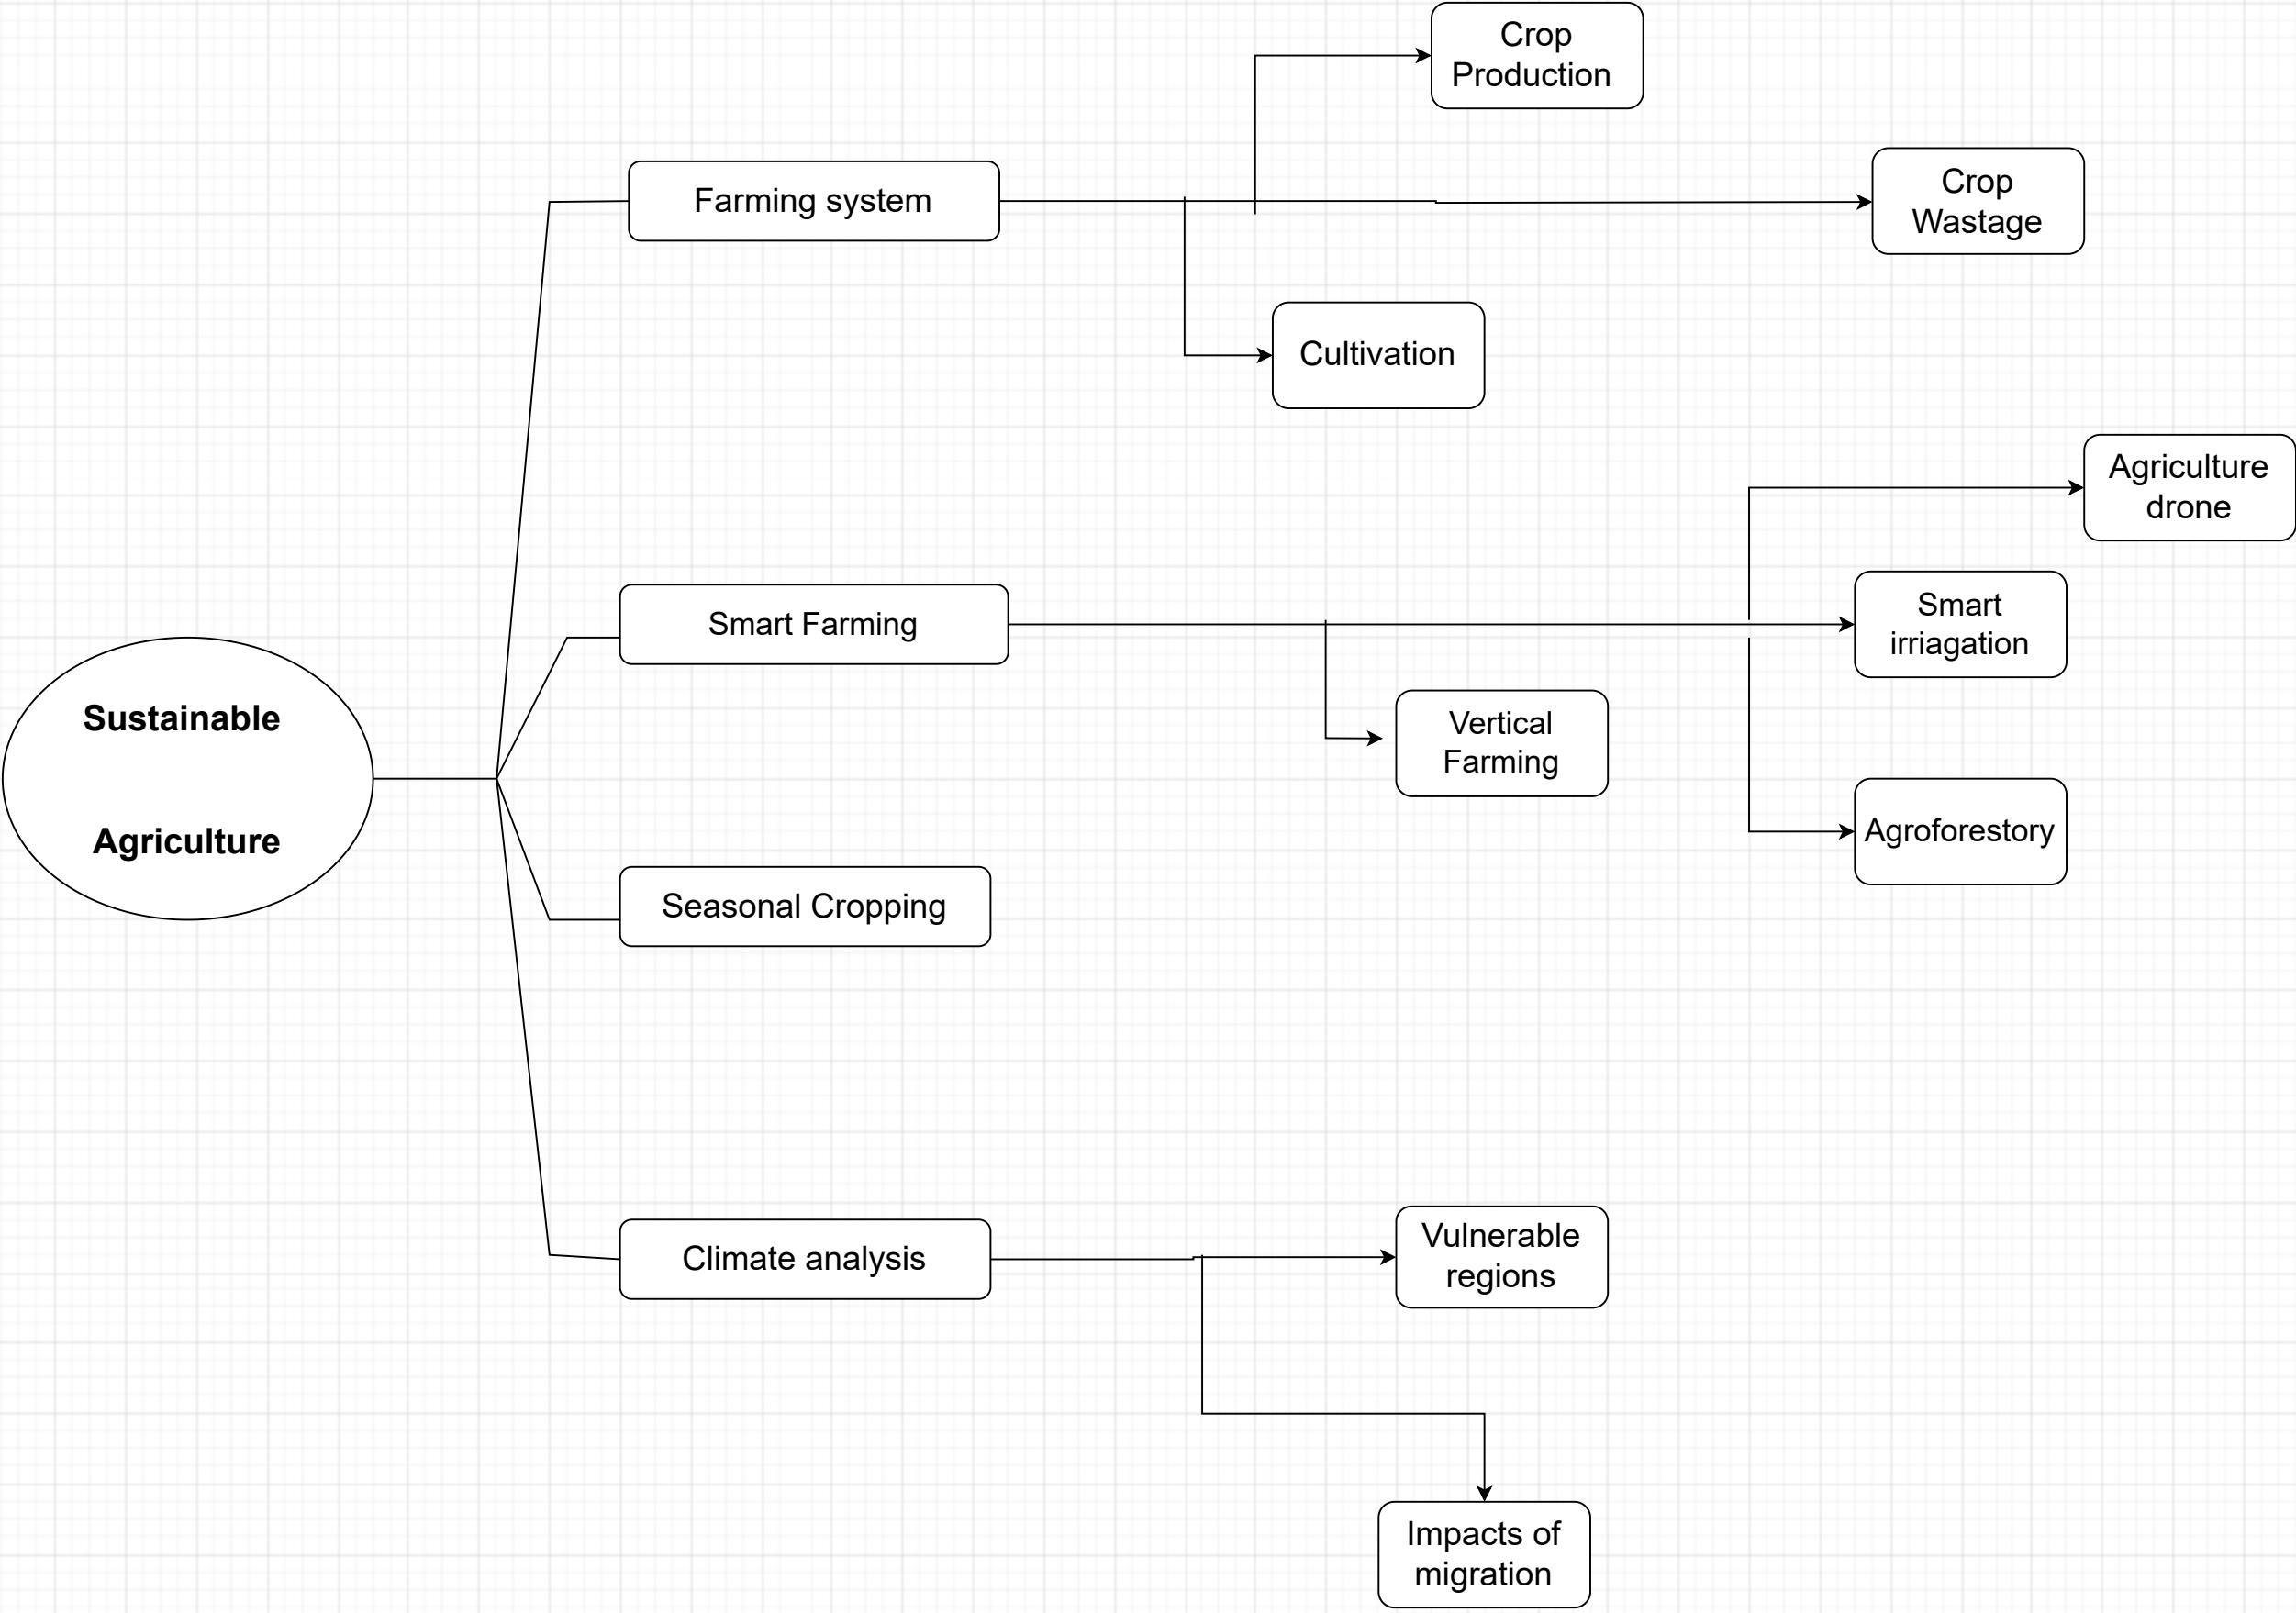 Crop
Production
Farming system
Crop
Wastage
Cultivation
Agriculture
drone
Smart Farming
Smart
irriagation
Vertical
Farming
Sustainable
Agriculture
Agroforestory
Seasonal Cropping
Climate analysis
Vulnerable
regions
Impacts of
migration